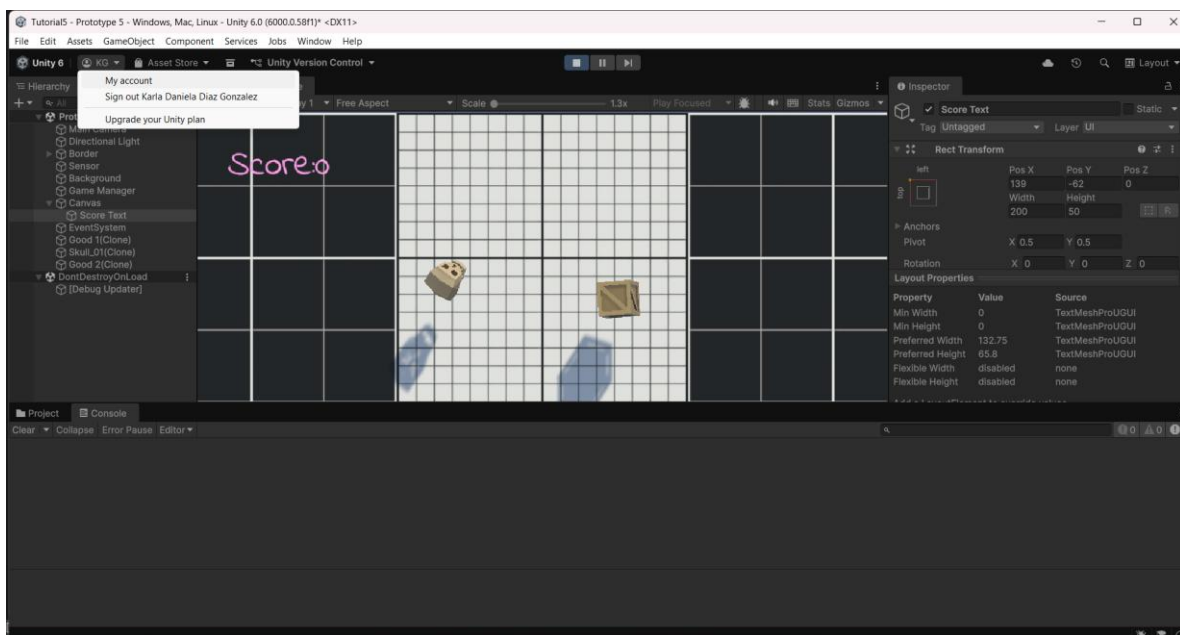 Tutorial5 - Prototype 5 - Windows, Mac, Linux - Unity 6.0 (6000.0.58f1)* <DX11>
File Edit Assets GameObject Component Services Jobs Window Help
Unity 6 KG Asset Store Unity Version Control Layout
My account
Sign out Karla Daniela Diaz Gonzalez
Upgrade your Unity plan
Hierarchy
All
Main Camera
Directional Light
Border
Sensor
Background
Game Manager
Canvas
Score Text
EventSystem
Good 1(Clone)
Skull_01(Clone)
Good 2(Clone)
DontDestroyOnLoad
[Debug Updater]
Free Aspect Scale 1.3x Play Focused Stats Gizmos
Score:0
Inspector
Score Text Static
Tag Untagged Layer UI
Rect Transform
left Pos X Pos Y Pos Z
top 139 -62 0
Width Height
200 50 R
Anchors
Pivot X 0.5 Y 0.5
Rotation X 0 Y 0 Z 0
Layout Properties
Property Value Source
Min Width 0 TextMeshProUGUI
Min Height 0 TextMeshProUGUI
Preferred Width 132.75 TextMeshProUGUI
Preferred Height 65.8 TextMeshProUGUI
Flexible Width disabled none
Flexible Height disabled none
Project Console
Clear Collapse Error Pause Editor 0 0